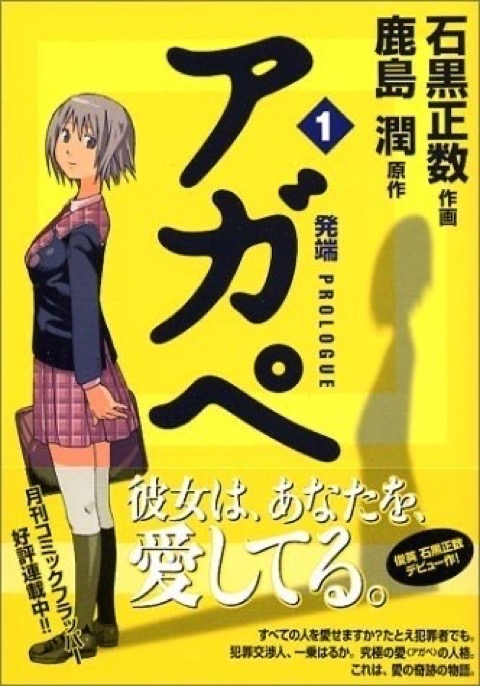 石黒正数 作画
鹿島 潤 原作
1
アガペ
発端 PROLOGUE
彼女は、あなたを、
愛してる。
月刊コミックフラッパー
好評連載中!!
俊英 石黒正数
デビュー作!
すべての人を愛せますか?たとえ犯罪者でも。
犯罪交渉人、一乗はるか。究極の愛〈アガペ〉の人格。
これは、愛の奇跡の物語。